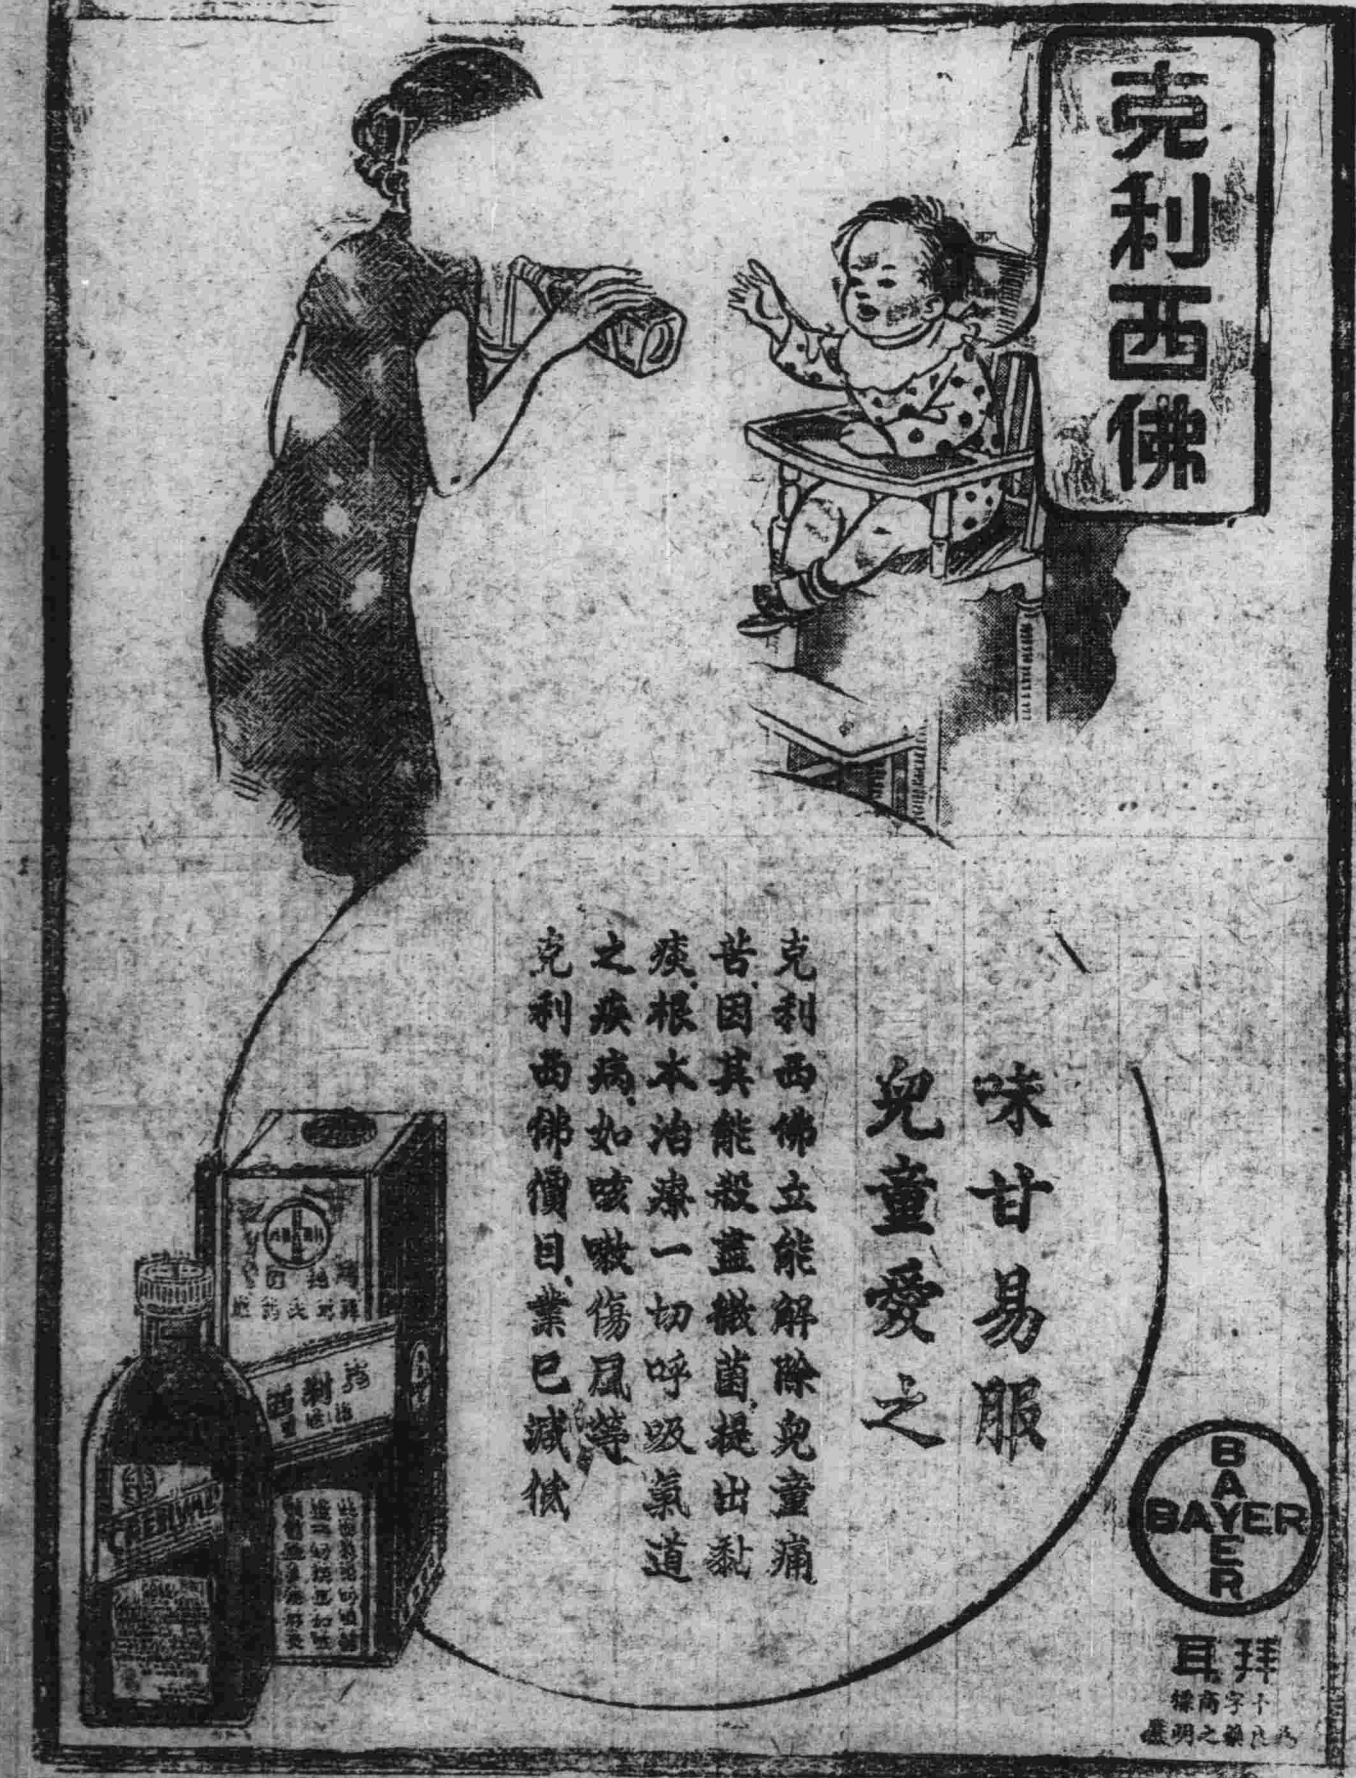 克利西佛
味甘易服
兒童愛之
克利西佛立能解除兒童痛
苦因其能殺盡微菌提出黏
痰根本治療一切呼吸氣道
之疾病如咳嗽傷風等
克利西佛價目業已減低
BAYER
BAYER
拜耳
十字商標
為良藥之明
CRESIVAL